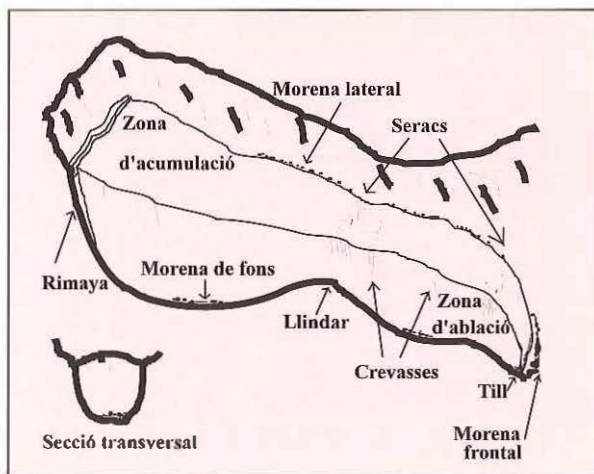 Morena lateral
Seracs
Zona
d'acumulació
Rimaya
Morena de fons
Llindar
Zona
d'ablació
Crevasses
Till
Morena
frontal
Secció transversal